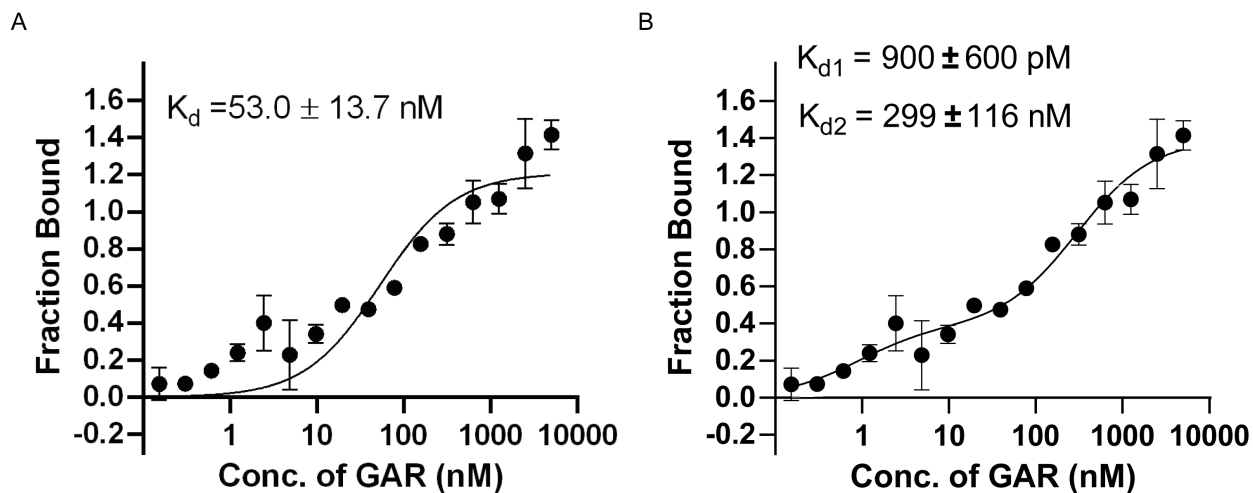 A
K_d =53.0 ± 13.7 nM
Fraction Bound
1.6
1.4
1.2
1.0
0.8
0.6
0.4
0.2
0.0
-0.2
1 10 100 1000 10000
Conc. of GAR (nM)
B
K_d1 = 900 ± 600 pM
K_d2 = 299 ± 116 nM
Fraction Bound
1.6
1.4
1.2
1.0
0.8
0.6
0.4
0.2
0.0
-0.2
1 10 100 1000 10000
Conc. of GAR (nM)